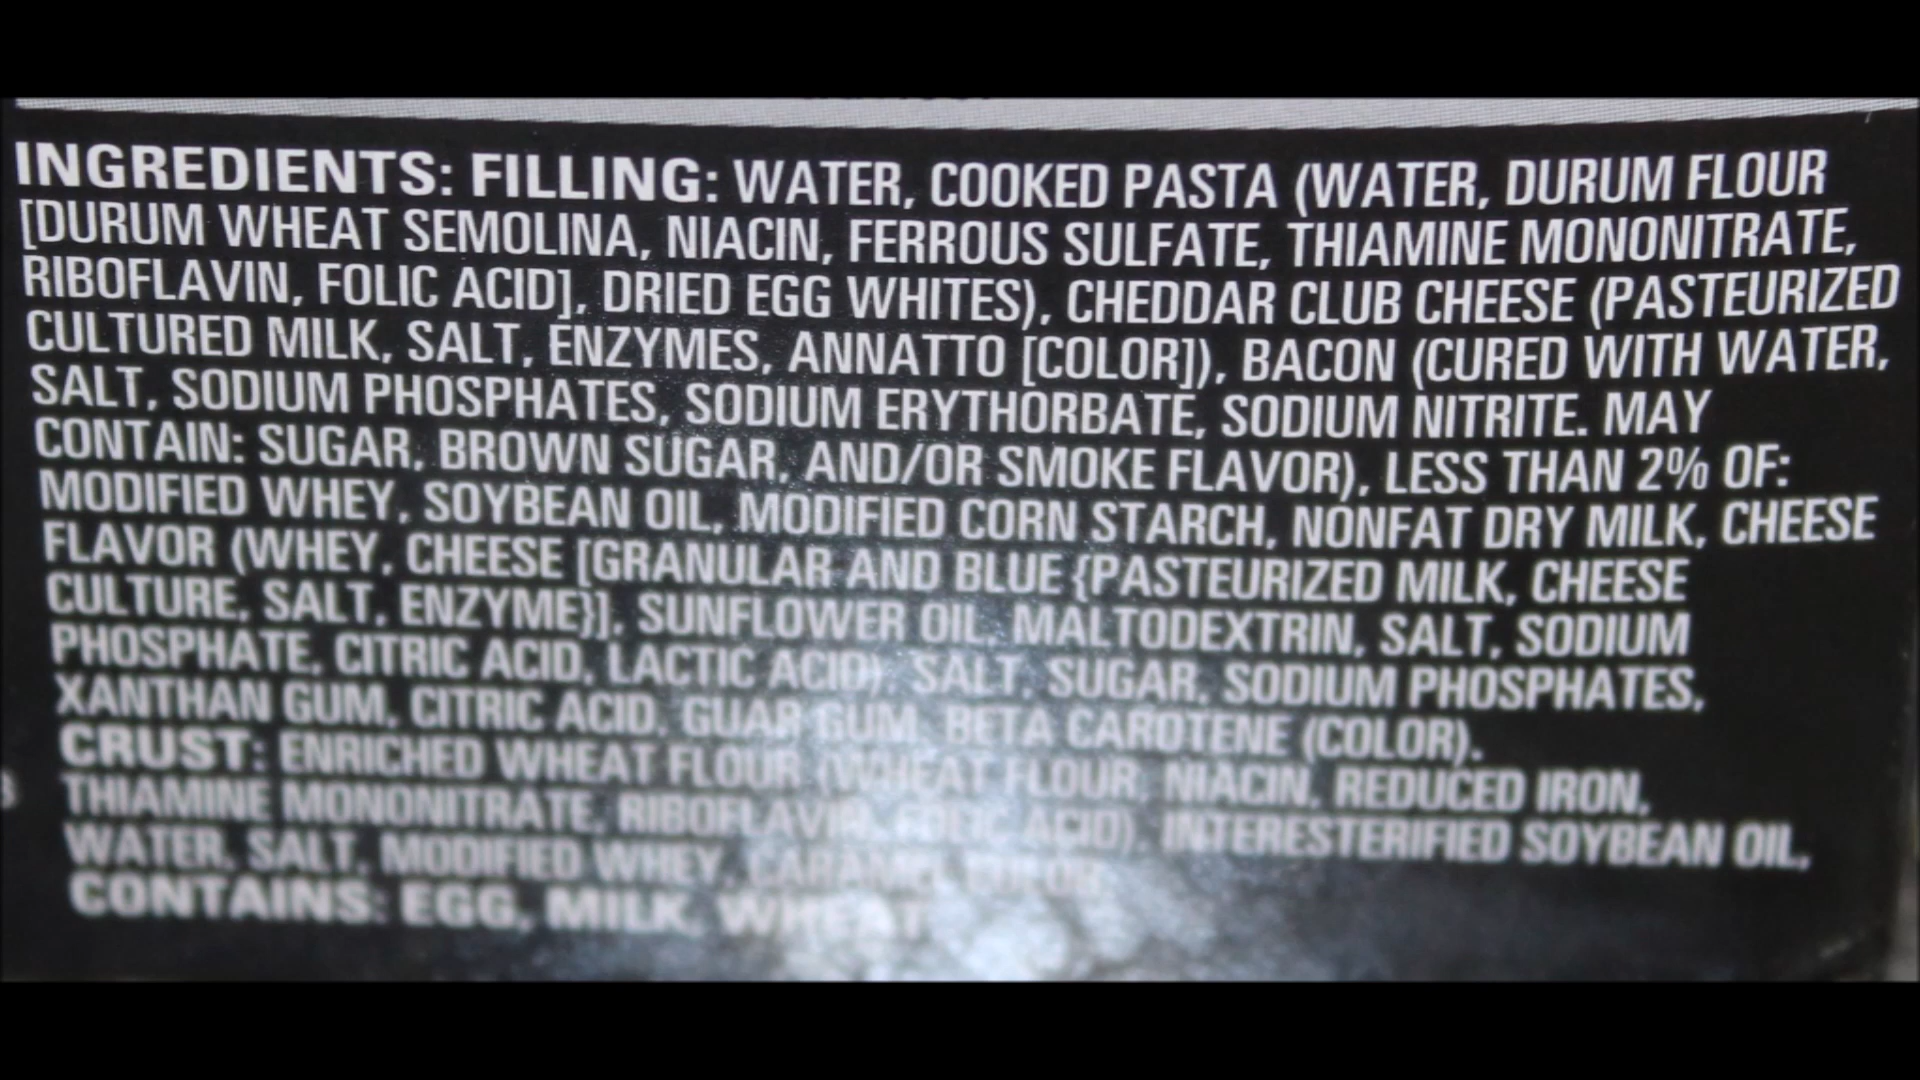 INGREDIENTS: FILLING: WATER, COOKED PASTA (WATER, DURUM FLOUR
[DURUM WHEAT SEMOLINA, NIACIN, FERROUS SULFATE, THIAMINE MONONITRATE,
RIBOFLAVIN, FOLIC ACID], DRIED EGG WHITES), CHEDDAR CLUB CHEESE (PASTEURIZED
CULTURED MILK, SALT, ENZYMES, ANNATTO [COLOR]), BACON (CURED WITH WATER,
SALT, SODIUM PHOSPHATES, SODIUM ERYTHORBATE, SODIUM NITRITE. MAY
CONTAIN: SUGAR, BROWN SUGAR, AND/OR SMOKE FLAVOR), LESS THAN 2% OF:
MODIFIED WHEY, SOYBEAN OIL, MODIFIED CORN STARCH, NONFAT DRY MILK, CHEESE
FLAVOR (WHEY, CHEESE [GRANULAR AND BLUE {PASTEURIZED MILK, CHEESE
CULTURE, SALT, ENZYME}], SUNFLOWER OIL, MALTODEXTRIN, SALT, SODIUM
PHOSPHATE, CITRIC ACID, LACTIC ACID), SALT, SUGAR, SODIUM PHOSPHATES,
XANTHAN GUM, CITRIC ACID, GUAR GUM, BETA CAROTENE (COLOR).
CRUST: ENRICHED WHEAT FLOUR (WHEAT FLOUR, NIACIN, REDUCED IRON,
THIAMINE MONONITRATE, RIBOFLAVIN, FOLIC ACID), INTERESTERIFIED SOYBEAN OIL,
WATER, SALT, MODIFIED WHEY, CARAMEL COLOR.
CONTAINS: EGG, MILK, WHEAT